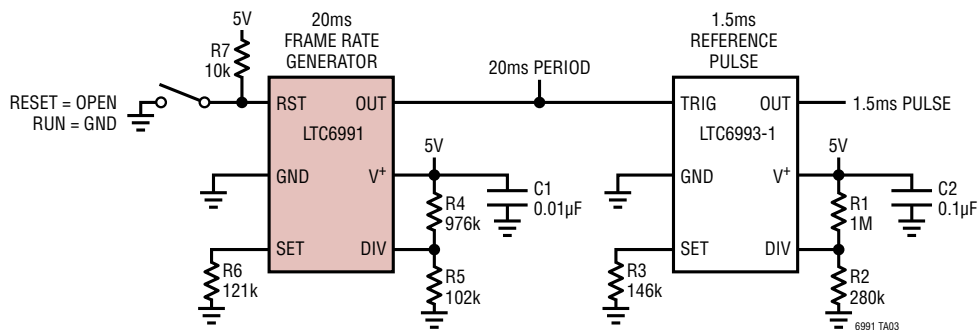 20ms
FRAME RATE
GENERATOR
1.5ms
REFERENCE
PULSE
5V
R7
10k
20ms PERIOD
RESET = OPEN
RUN = GND
RST
OUT
LTC6991
GND
V+
SET
DIV
TRIG
OUT
1.5ms PULSE
LTC6993-1
GND
V+
SET
DIV
5V
R4
976k
C1
0.01µF
R5
102k
R6
121k
5V
R1
1M
C2
0.1µF
R2
280k
R3
146k
6991 TA03